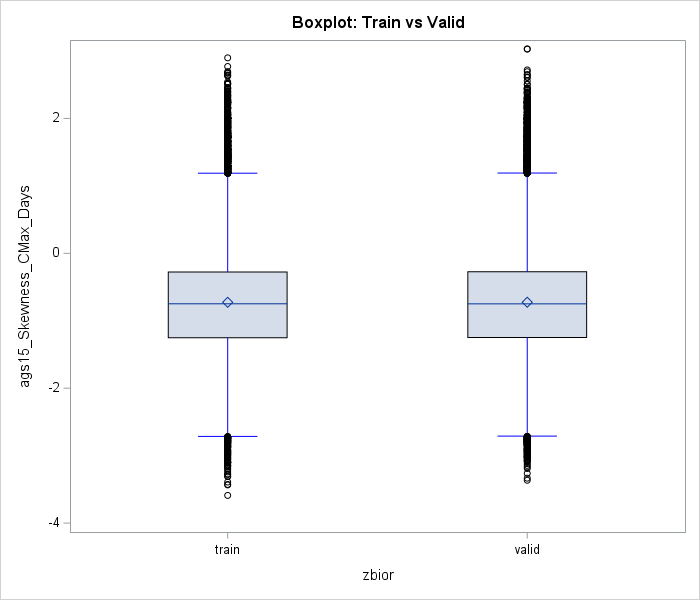 Boxplot: Train vs Valid
ags15_Skewness_CMax_Days
2
0
-2
-4
train
valid
zbior